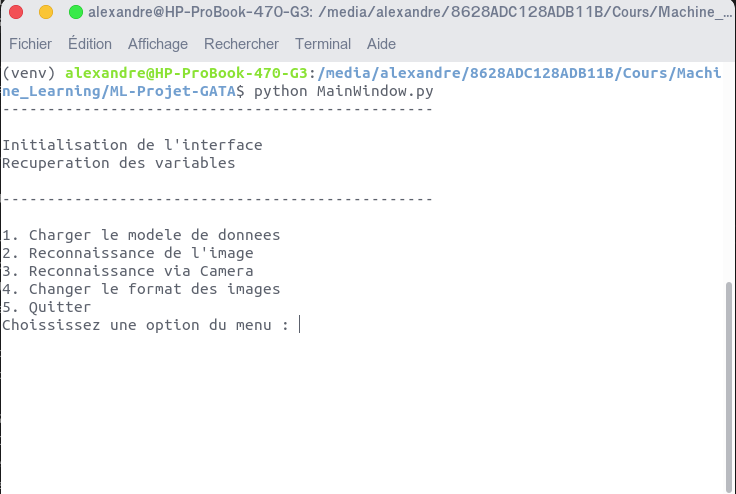 alexandre@HP-ProBook-470-G3: /media/alexandre/8628ADC128ADB11B/Cours/Machine_...
Fichier Édition Affichage Rechercher Terminal Aide
(venv) alexandre@HP-ProBook-470-G3:/media/alexandre/8628ADC128ADB11B/Cours/Machi
ne_Learning/ML-Projet-GATA$ python MainWindow.py
------------------------------------------------
Initialisation de l'interface
Recuperation des variables
------------------------------------------------
1. Charger le modele de donnees
2. Reconnaissance de l'image
3. Reconnaissance via Camera
4. Changer le format des images
5. Quitter
Choississez une option du menu :